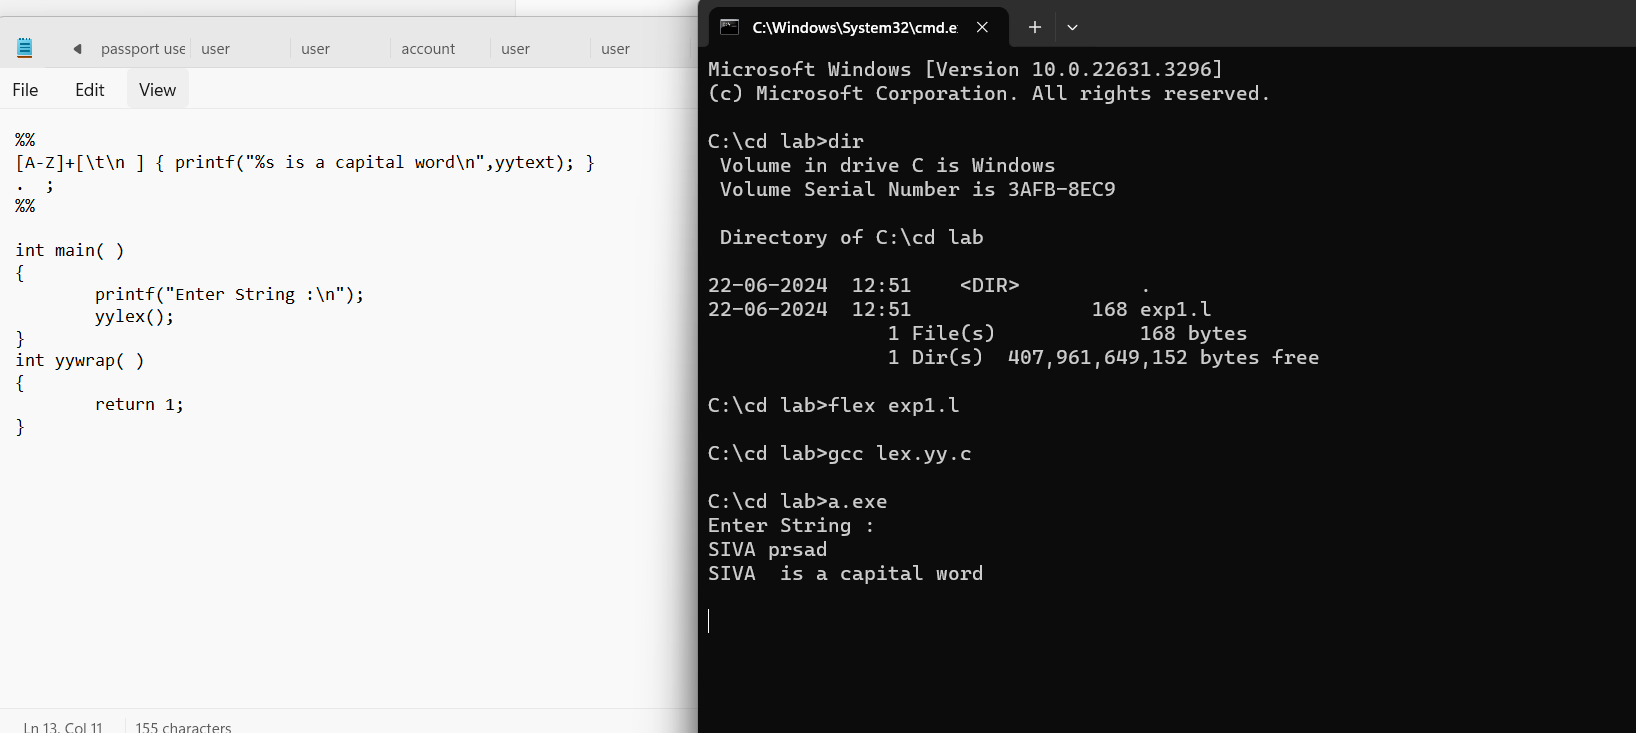 passport use user user account user user
File Edit View
%%
[A-Z]+[\t\n ] { printf("%s is a capital word\n",yytext); }
.  ;
%%
int main( )
{
        printf("Enter String :\n");
        yylex();
}
int yywrap( )
{
        return 1;
}
Ln 13, Col 11 155 characters
C:\Windows\System32\cmd.e
Microsoft Windows [Version 10.0.22631.3296]
(c) Microsoft Corporation. All rights reserved.
C:\cd lab>dir
 Volume in drive C is Windows
 Volume Serial Number is 3AFB-8EC9
 Directory of C:\cd lab
22-06-2024  12:51    <DIR>          .
22-06-2024  12:51               168 exp1.l
               1 File(s)            168 bytes
               1 Dir(s)  407,961,649,152 bytes free
C:\cd lab>flex exp1.l
C:\cd lab>gcc lex.yy.c
C:\cd lab>a.exe
Enter String :
SIVA prsad
SIVA  is a capital word